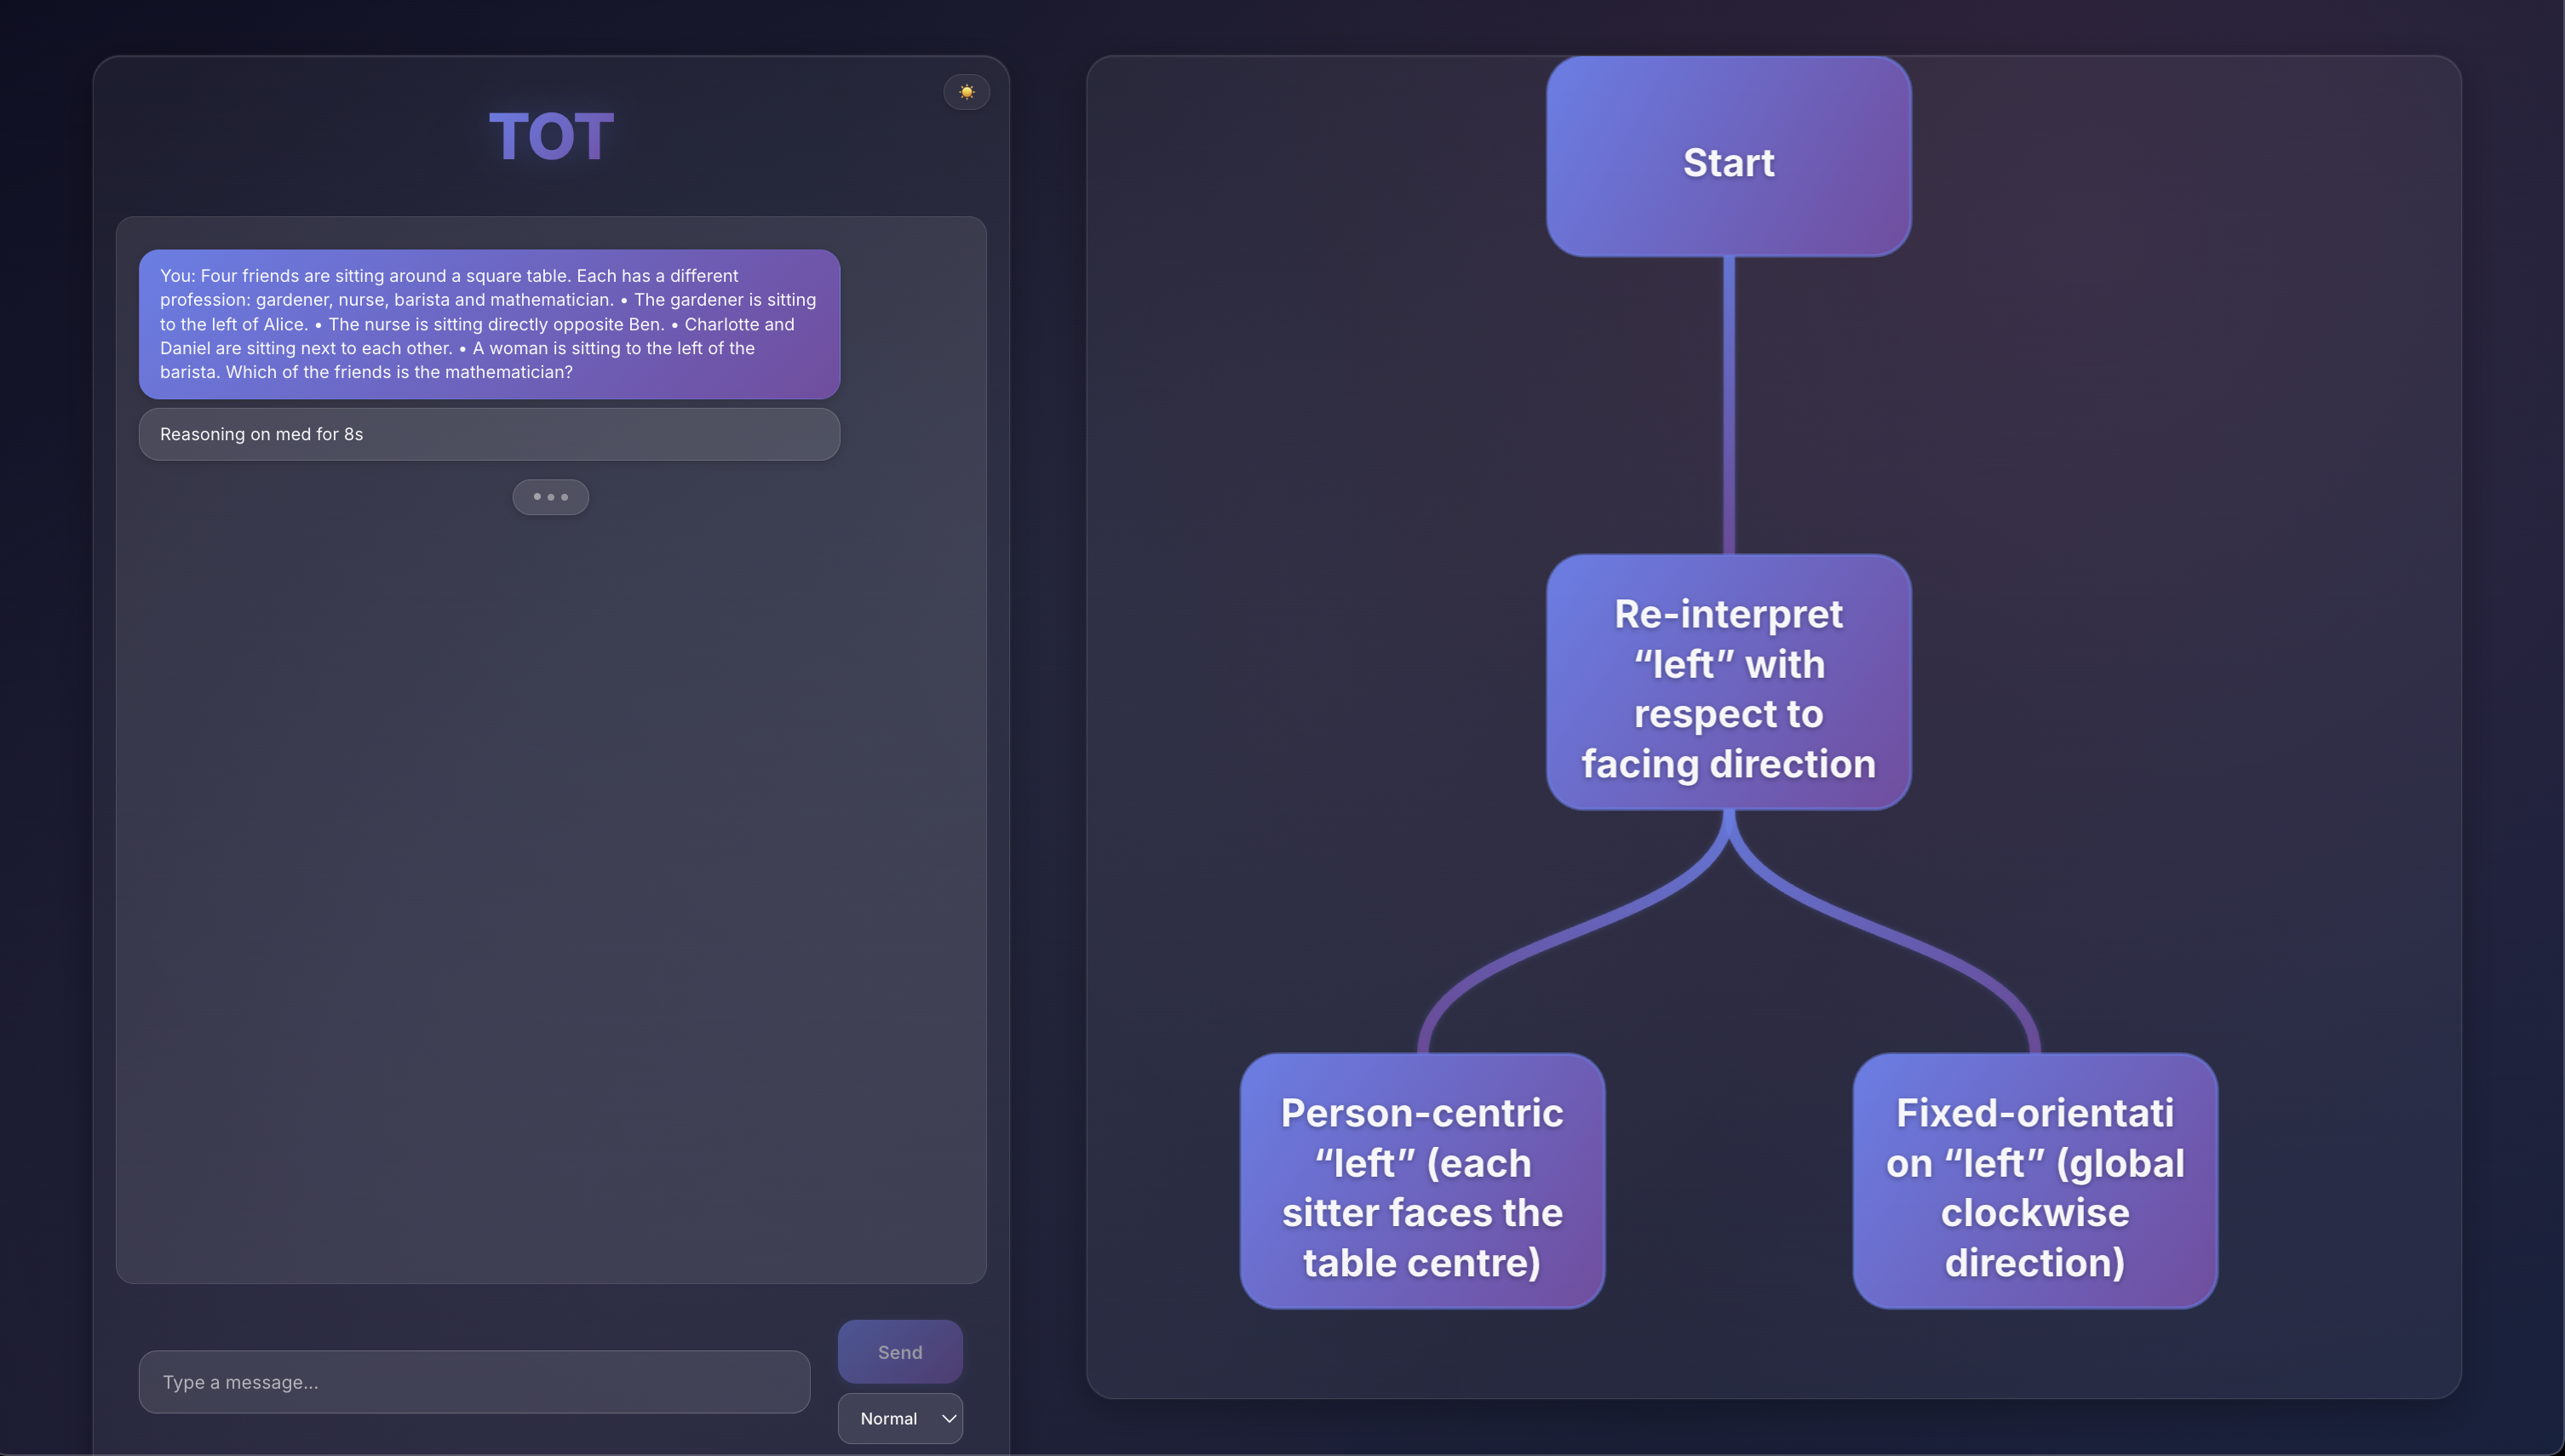 TOT
You: Four friends are sitting around a square table. Each has a different
profession: gardener, nurse, barista and mathematician. • The gardener is sitting
to the left of Alice. • The nurse is sitting directly opposite Ben. • Charlotte and
Daniel are sitting next to each other. • A woman is sitting to the left of the
barista. Which of the friends is the mathematician?
Reasoning on med for 8s
Type a message...
Send
Normal
Start
Re-interpret
“left” with
respect to
facing direction
Person-centric
“left” (each
sitter faces the
table centre)
Fixed-orientati
on “left” (global
clockwise
direction)